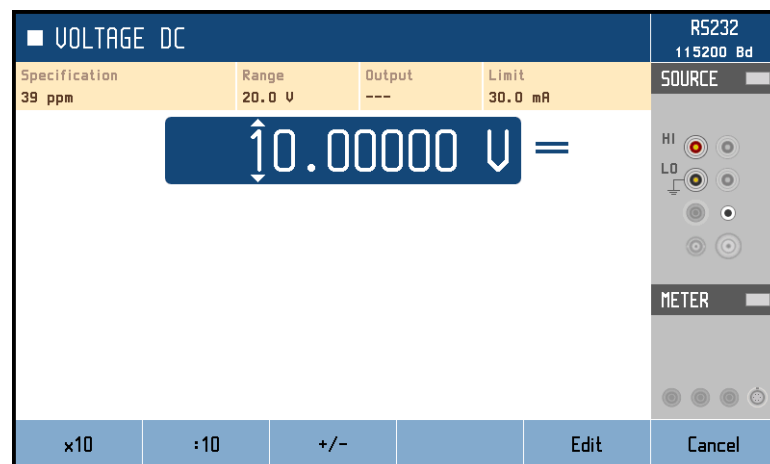 VOLTAGE DC
RS232
115200 Bd
Specification Range Output Limit
39 ppm 20.0 V --- 30.0 mA
SOURCE
10.00000 V
HI
LO
METER
x10 :10 +/- Edit Cancel